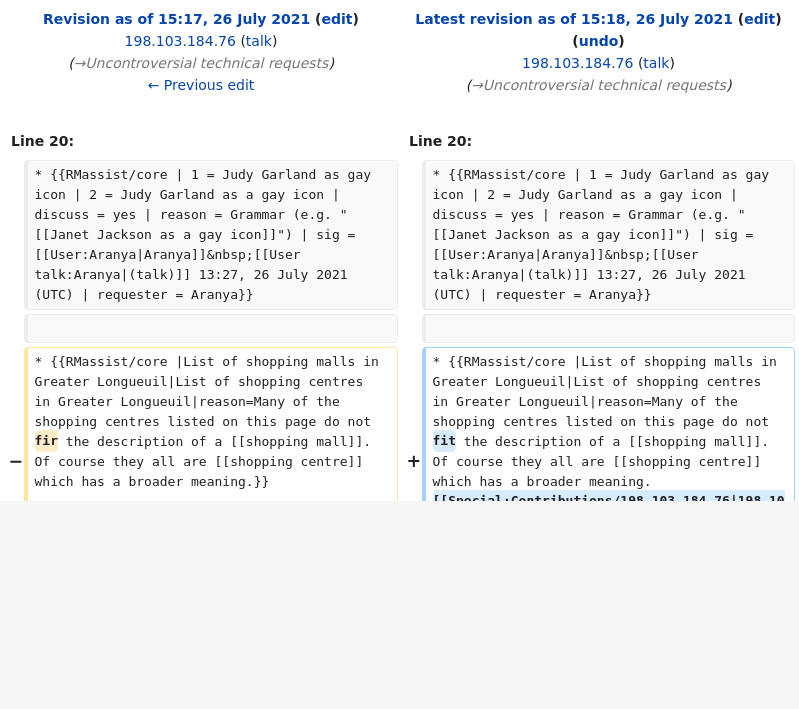 Revision as of 15:17, 26 July 2021 (edit)
198.103.184.76 (talk)
(→Uncontroversial technical requests)
← Previous edit
Latest revision as of 15:18, 26 July 2021 (edit)
(undo)
198.103.184.76 (talk)
(→Uncontroversial technical requests)
Line 20:
* {{RMassist/core | 1 = Judy Garland as gay
icon | 2 = Judy Garland as a gay icon |
discuss = yes | reason = Grammar (e.g. "
[[Janet Jackson as a gay icon]]") | sig =
[[User:Aranya|Aranya]]&nbsp;[[User
talk:Aranya|(talk)]] 13:27, 26 July 2021
(UTC) | requester = Aranya}}
Line 20:
* {{RMassist/core | 1 = Judy Garland as gay
icon | 2 = Judy Garland as a gay icon |
discuss = yes | reason = Grammar (e.g. "
[[Janet Jackson as a gay icon]]") | sig =
[[User:Aranya|Aranya]]&nbsp;[[User
talk:Aranya|(talk)]] 13:27, 26 July 2021
(UTC) | requester = Aranya}}
−
* {{RMassist/core |List of shopping malls in
Greater Longueuil|List of shopping centres
in Greater Longueuil|reason=Many of the
shopping centres listed on this page do not
fir the description of a [[shopping mall]].
Of course they all are [[shopping centre]]
which has a broader meaning.}}
+
* {{RMassist/core |List of shopping malls in
Greater Longueuil|List of shopping centres
in Greater Longueuil|reason=Many of the
shopping centres listed on this page do not
fit the description of a [[shopping mall]].
Of course they all are [[shopping centre]]
which has a broader meaning.
[[Special:Contributions/198.103.184.76|198.10